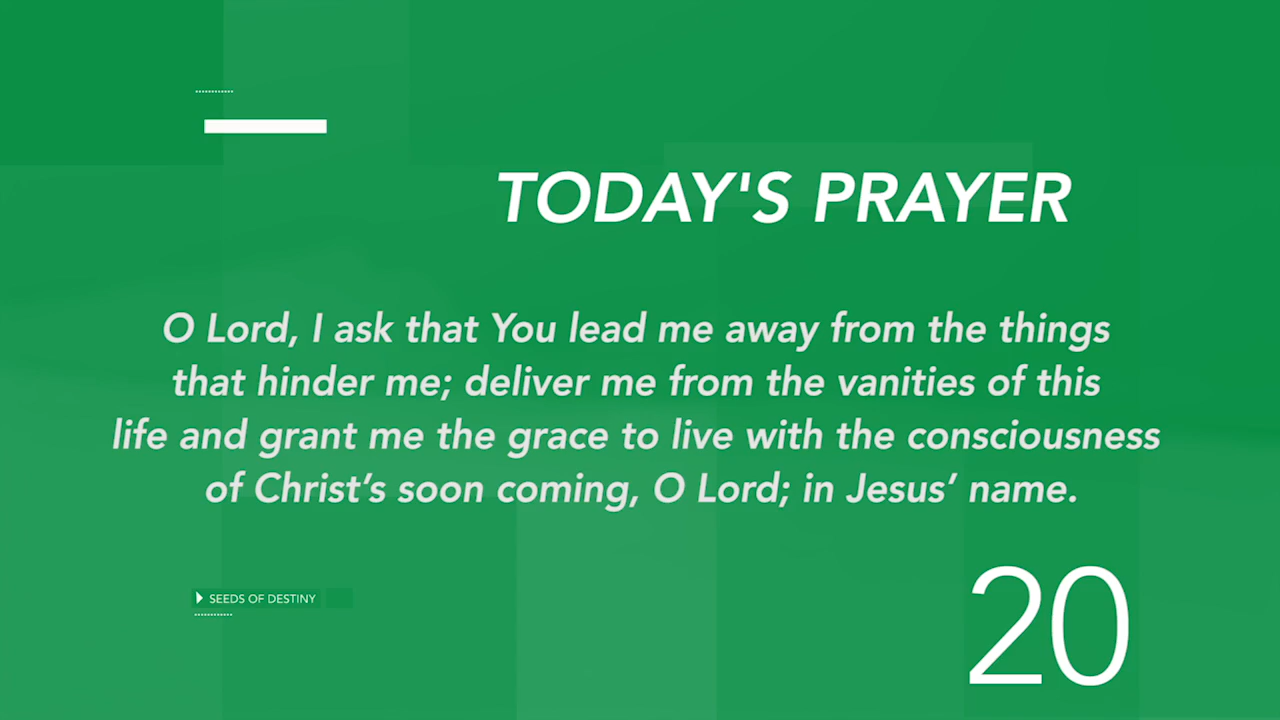 TODAY'S PRAYER
O Lord, I ask that You lead me away from the things
that hinder me; deliver me from the vanities of this
life and grant me the grace to live with the consciousness
of Christ’s soon coming, O Lord; in Jesus’ name.
SEEDS OF DESTINY
20